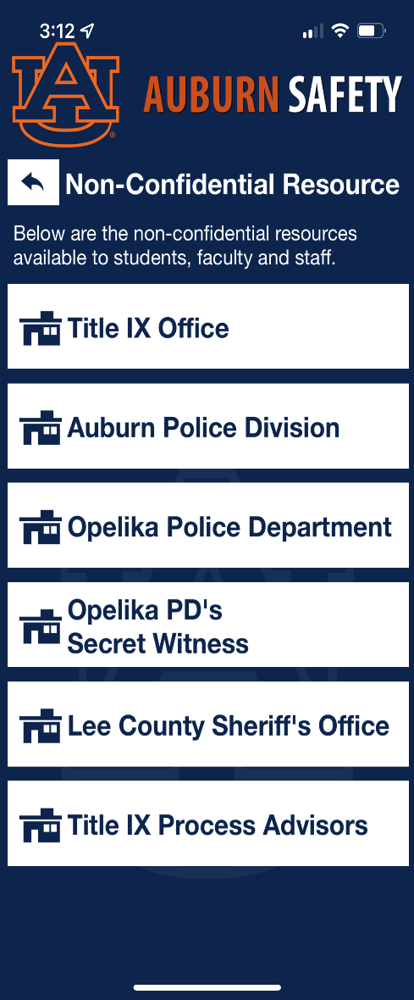 3:12
AU
AUBURN SAFETY
Non-Confidential Resource
Below are the non-confidential resources
available to students, faculty and staff.
Title IX Office
Auburn Police Division
Opelika Police Department
Opelika PD's
Secret Witness
Lee County Sheriff's Office
Title IX Process Advisors